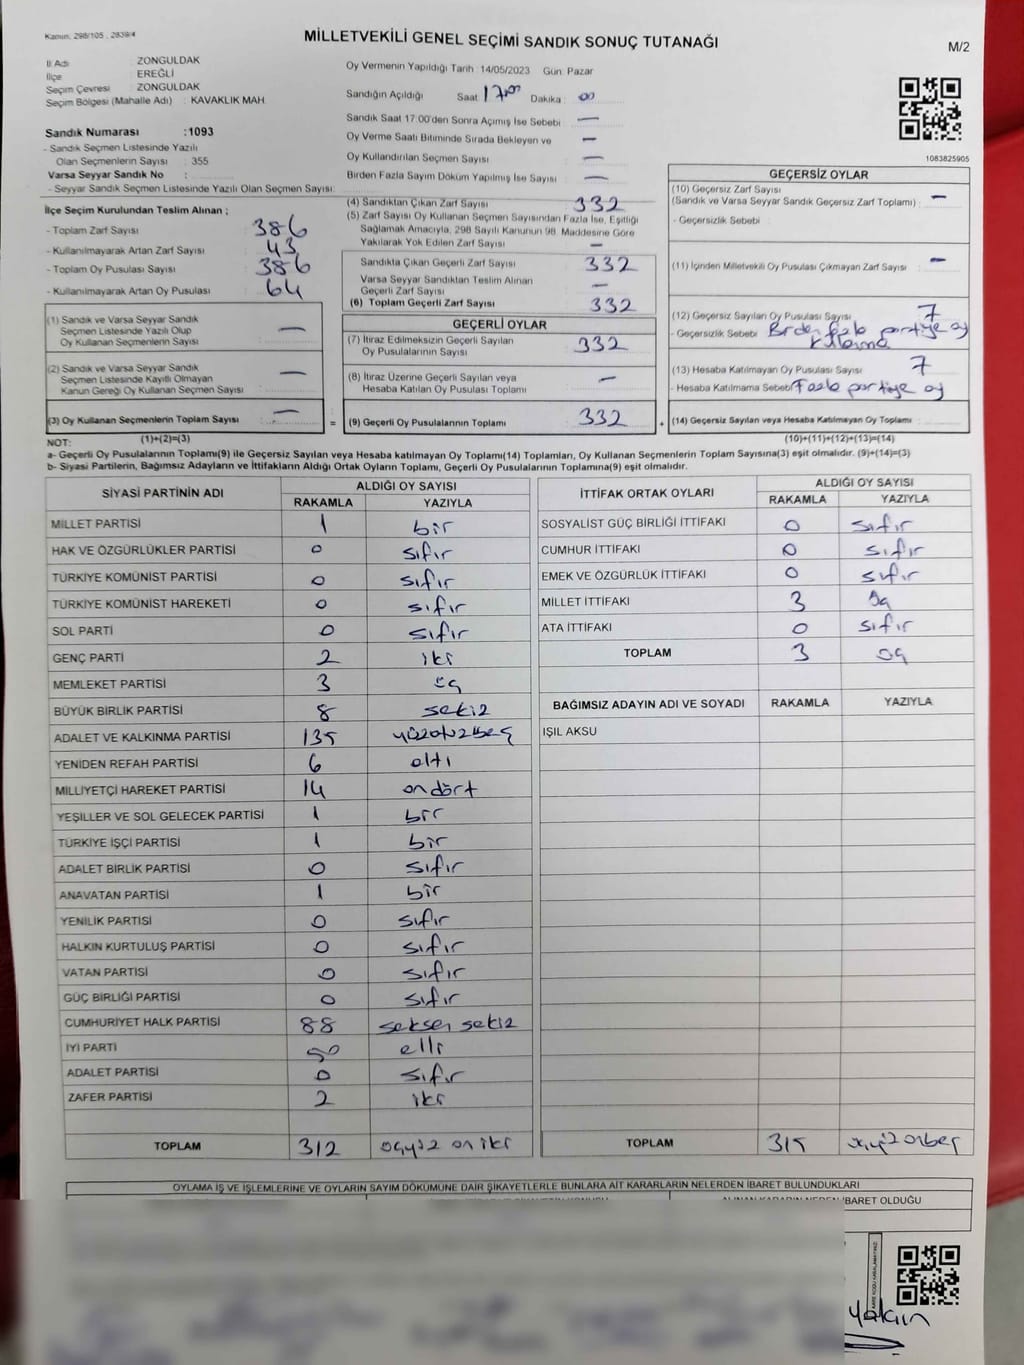 Kanun, 298/105 , 2839/4
MİLLETVEKİLİ GENEL SEÇİMİ SANDIK SONUÇ TUTANAĞI
M/2
İl Adı : ZONGULDAK
İlçe : EREĞLİ
Seçim Çevresi : ZONGULDAK
Seçim Bölgesi (Mahalle Adı) : KAVAKLIK MAH
Sandık Numarası : 1093
- Sandık Seçmen Listesinde Yazılı
Olan Seçmenlerin Sayısı : 355
Varsa Seyyar Sandık No :
- Seyyar Sandık Seçmen Listesinde Yazılı Olan Seçmen Sayısı:
Oy Vermenin Yapıldığı Tarih :14/05/2023 Gün: Pazar
Sandığın Açıldığı Saat 17.00 Dakika : 00
Sandık Saat 17:00'den Sonra Açımış İse Sebebi : —
Oy Verme Saati Bitiminde Sırada Bekleyen ve —
Oy Kullandırılan Seçmen Sayısı : —
Birden Fazla Sayım Döküm Yapılmış İse Sayısı : —
1083825905
İlçe Seçim Kurulundan Teslim Alınan ;
- Toplam Zarf Sayısı : 386
- Kullanılmayarak Artan Zarf Sayısı : 43
- Toplam Oy Pusulası Sayısı : 386
- Kullanılmayarak Artan Oy Pusulası : 64
(1) Sandık ve Varsa Seyyar Sandık
Seçmen Listesinde Yazılı Olup
Oy Kullanan Seçmenlerin Sayısı : —
(2) Sandık ve Varsa Seyyar Sandık
Seçmen Listesinde Kayıtlı Olmayan
Kanun Gereği Oy Kullanan Seçmen Sayısı : —
(3) Oy Kullanan Seçmenlerin Toplam Sayısı : —
(4) Sandıktan Çıkan Zarf Sayısı : 332
(5) Zarf Sayısı Oy Kullanan Seçmen Sayısından Fazla İse, Eşitliği
Sağlamak Amacıyla, 298 Sayılı Kanunun 98. Maddesine Göre
Yakılarak Yok Edilen Zarf Sayısı : —
Sandıkta Çıkan Geçerli Zarf Sayısı : 332
Varsa Seyyar Sandıktan Teslim Alınan
Geçerli Zarf Sayısı : —
(6) Toplam Geçerli Zarf Sayısı : 332
GEÇERLİ OYLAR
(7) İtiraz Edilmeksizin Geçerli Sayılan
Oy Pusulalarının Sayısı : 332
(8) İtiraz Üzerine Geçerli Sayılan veya
Hesaba Katılan Oy Pusulası Toplamı : —
= (9) Geçerli Oy Pusulalarının Toplamı : 332 +
GEÇERSİZ OYLAR
(10) Geçersiz Zarf Sayısı
(Sandık ve Varsa Seyyar Sandık Geçersiz Zarf Toplamı) : —
- Geçersizlik Sebebi :
(11) İçinden Milletvekili Oy Pusulası Çıkmayan Zarf Sayısı : —
(12) Geçersiz Sayılan Oy Pusulası Sayısı : 7
- Geçersizlik Sebebi : Birden fazla partiye oy
(13) Hesaba Katılmayan Oy Pusulası Sayısı : 7
- Hesaba Katılmama Sebebi : Fazla partiye oy
(14) Geçersiz Sayılan veya Hesaba Katılmayan Oy Toplamı :
NOT: (1)+(2)=(3) (10)+(11)+(12)+(13)=(14)
a- Geçerli Oy Pusulalarının Toplamı(9) ile Geçersiz Sayılan veya Hesaba katılmayan Oy Toplamı(14) Toplamları, Oy Kullanan Seçmenlerin Toplam Sayısına(3) eşit olmalıdır. (9)+(14)=(3)
b- Siyasi Partilerin, Bağımsız Adayların ve İttifakların Aldığı Ortak Oyların Toplamı, Geçerli Oy Pusulalarının Toplamına(9) eşit olmalıdır.
SİYASİ PARTİNİN ADI ALDIĞI OY SAYISI
RAKAMLA YAZIYLA
MİLLET PARTİSİ 1 bir
HAK VE ÖZGÜRLÜKLER PARTİSİ 0 sıfır
TÜRKİYE KOMÜNİST PARTİSİ 0 sıfır
TÜRKİYE KOMÜNİST HAREKETİ 0 sıfır
SOL PARTİ 0 sıfır
GENÇ PARTİ 2 iki
MEMLEKET PARTİSİ 3 üç
BÜYÜK BİRLİK PARTİSİ 8 sekiz
ADALET VE KALKINMA PARTİSİ 135 yüzotuzbeş
YENİDEN REFAH PARTİSİ 6 altı
MİLLİYETÇİ HAREKET PARTİSİ 14 ondört
YEŞİLLER VE SOL GELECEK PARTİSİ 1 bir
TÜRKİYE İŞÇİ PARTİSİ 1 bir
ADALET BİRLİK PARTİSİ 0 sıfır
ANAVATAN PARTİSİ 1 bir
YENİLİK PARTİSİ 0 sıfır
HALKIN KURTULUŞ PARTİSİ 0 sıfır
VATAN PARTİSİ 0 sıfır
GÜÇ BİRLİĞİ PARTİSİ 0 sıfır
CUMHURİYET HALK PARTİSİ 88 seksen sekiz
İYİ PARTİ 50 elli
ADALET PARTİSİ 0 sıfır
ZAFER PARTİSİ 2 iki
TOPLAM 312 üçyüz on iki
İTTİFAK ORTAK OYLARI ALDIĞI OY SAYISI
RAKAMLA YAZIYLA
SOSYALİST GÜÇ BİRLİĞİ İTTİFAKI 0 sıfır
CUMHUR İTTİFAKI 0 sıfır
EMEK VE ÖZGÜRLÜK İTTİFAKI 0 sıfır
MİLLET İTTİFAKI 3 üç
ATA İTTİFAKI 0 sıfır
TOPLAM 3 üç
BAĞIMSIZ ADAYIN ADI VE SOYADI RAKAMLA YAZIYLA
IŞIL AKSU
TOPLAM 315 üçyüz onbeş
OYLAMA İŞ VE İŞLEMLERİNE VE OYLARIN SAYIM DÖKÜMÜNE DAİR ŞİKAYETLERLE BUNLARA AİT KARARLARIN NELERDEN İBARET BULUNDUKLARI
ALINAN KARARIN NEDEN İBARET OLDUĞU
Yalçın